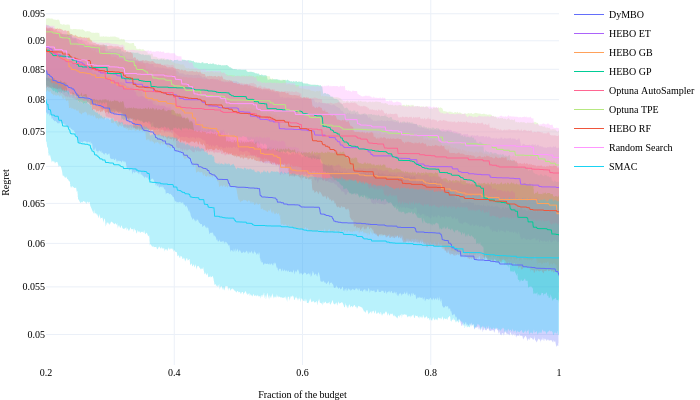 0.095
0.09
0.085
0.08
0.075
0.07
0.065
0.06
0.055
0.05
Regret
0.2
0.4
0.6
0.8
1
Fraction of the budget
DyMBO
HEBO ET
HEBO GB
HEBO GP
Optuna AutoSampler
Optuna TPE
HEBO RF
Random Search
SMAC